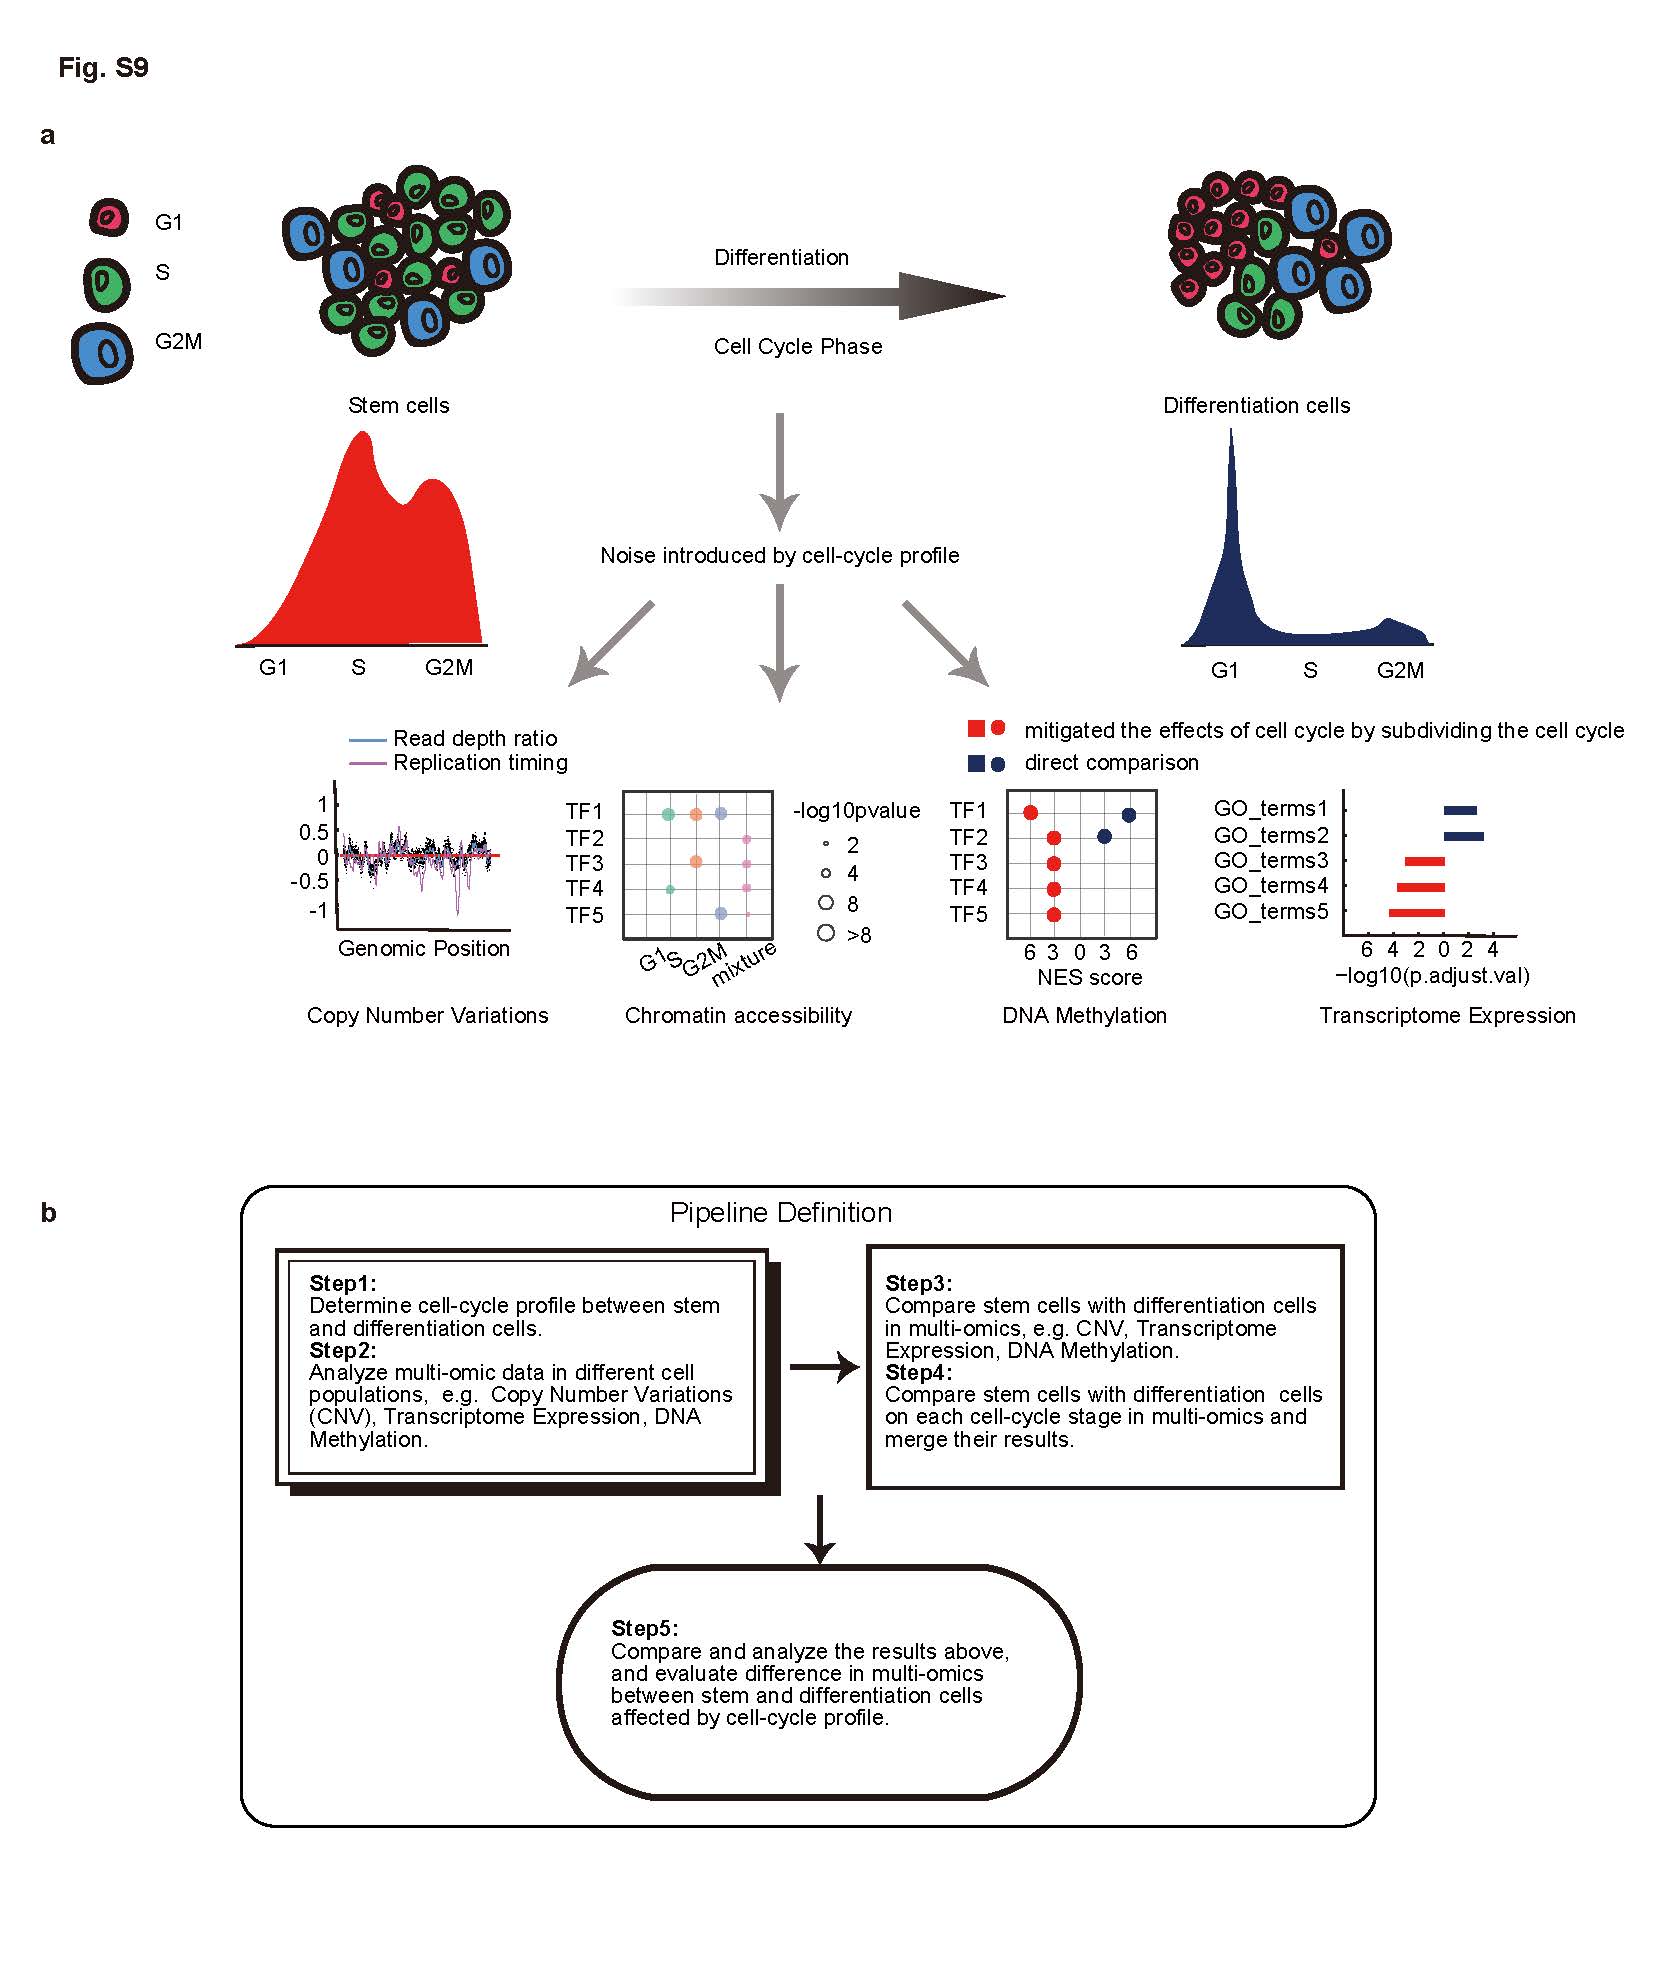 Fig. S9
a
G1
S
G2M
Differentiation
Cell Cycle Phase
Stem cells
Differentiation cells
Noise introduced by cell-cycle profile
G1 S G2M
G1 S G2M
Read depth ratio
Replication timing
1
0.5
0
-0.5
-1
Genomic Position
Copy Number Variations
TF1
TF2
TF3
TF4
TF5
G1 S G2M mixture
-log10pvalue
2
4
8
>8
Chromatin accessibility
mitigated the effects of cell cycle by subdividing the cell cycle
direct comparison
TF1
TF2
TF3
TF4
TF5
6 3 0 3 6
NES score
DNA Methylation
GO_terms1
GO_terms2
GO_terms3
GO_terms4
GO_terms5
6 4 2 0 2 4
−log10(p.adjust.val)
Transcriptome Expression
b
Pipeline Definition
Step1:
Determine cell-cycle profile between stem
and differentiation cells.
Step2:
Analyze multi-omic data in different cell
populations, e.g. Copy Number Variations
(CNV), Transcriptome Expression, DNA
Methylation.
Step3:
Compare stem cells with differentiation cells
in multi-omics, e.g. CNV, Transcriptome
Expression, DNA Methylation.
Step4:
Compare stem cells with differentiation cells
on each cell-cycle stage in multi-omics and
merge their results.
Step5:
Compare and analyze the results above,
and evaluate difference in multi-omics
between stem and differentiation cells
affected by cell-cycle profile.